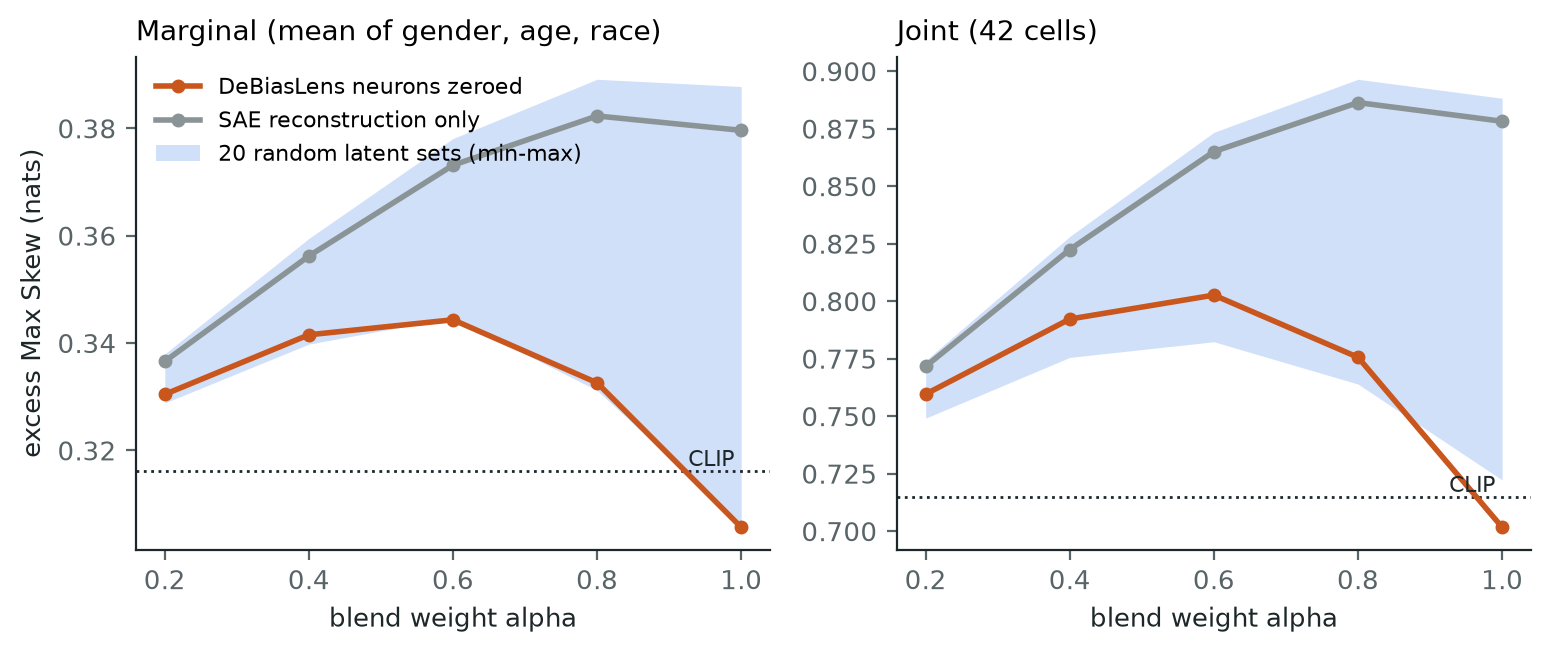 Marginal (mean of gender, age, race)
DeBiasLens neurons zeroed
SAE reconstruction only
20 random latent sets (min-max)
excess Max Skew (nats)
0.38
0.36
0.34
0.32
CLIP
0.2 0.4 0.6 0.8 1.0
blend weight alpha
Joint (42 cells)
0.900
0.875
0.850
0.825
0.800
0.775
0.750
0.725
0.700
CLIP
0.2 0.4 0.6 0.8 1.0
blend weight alpha